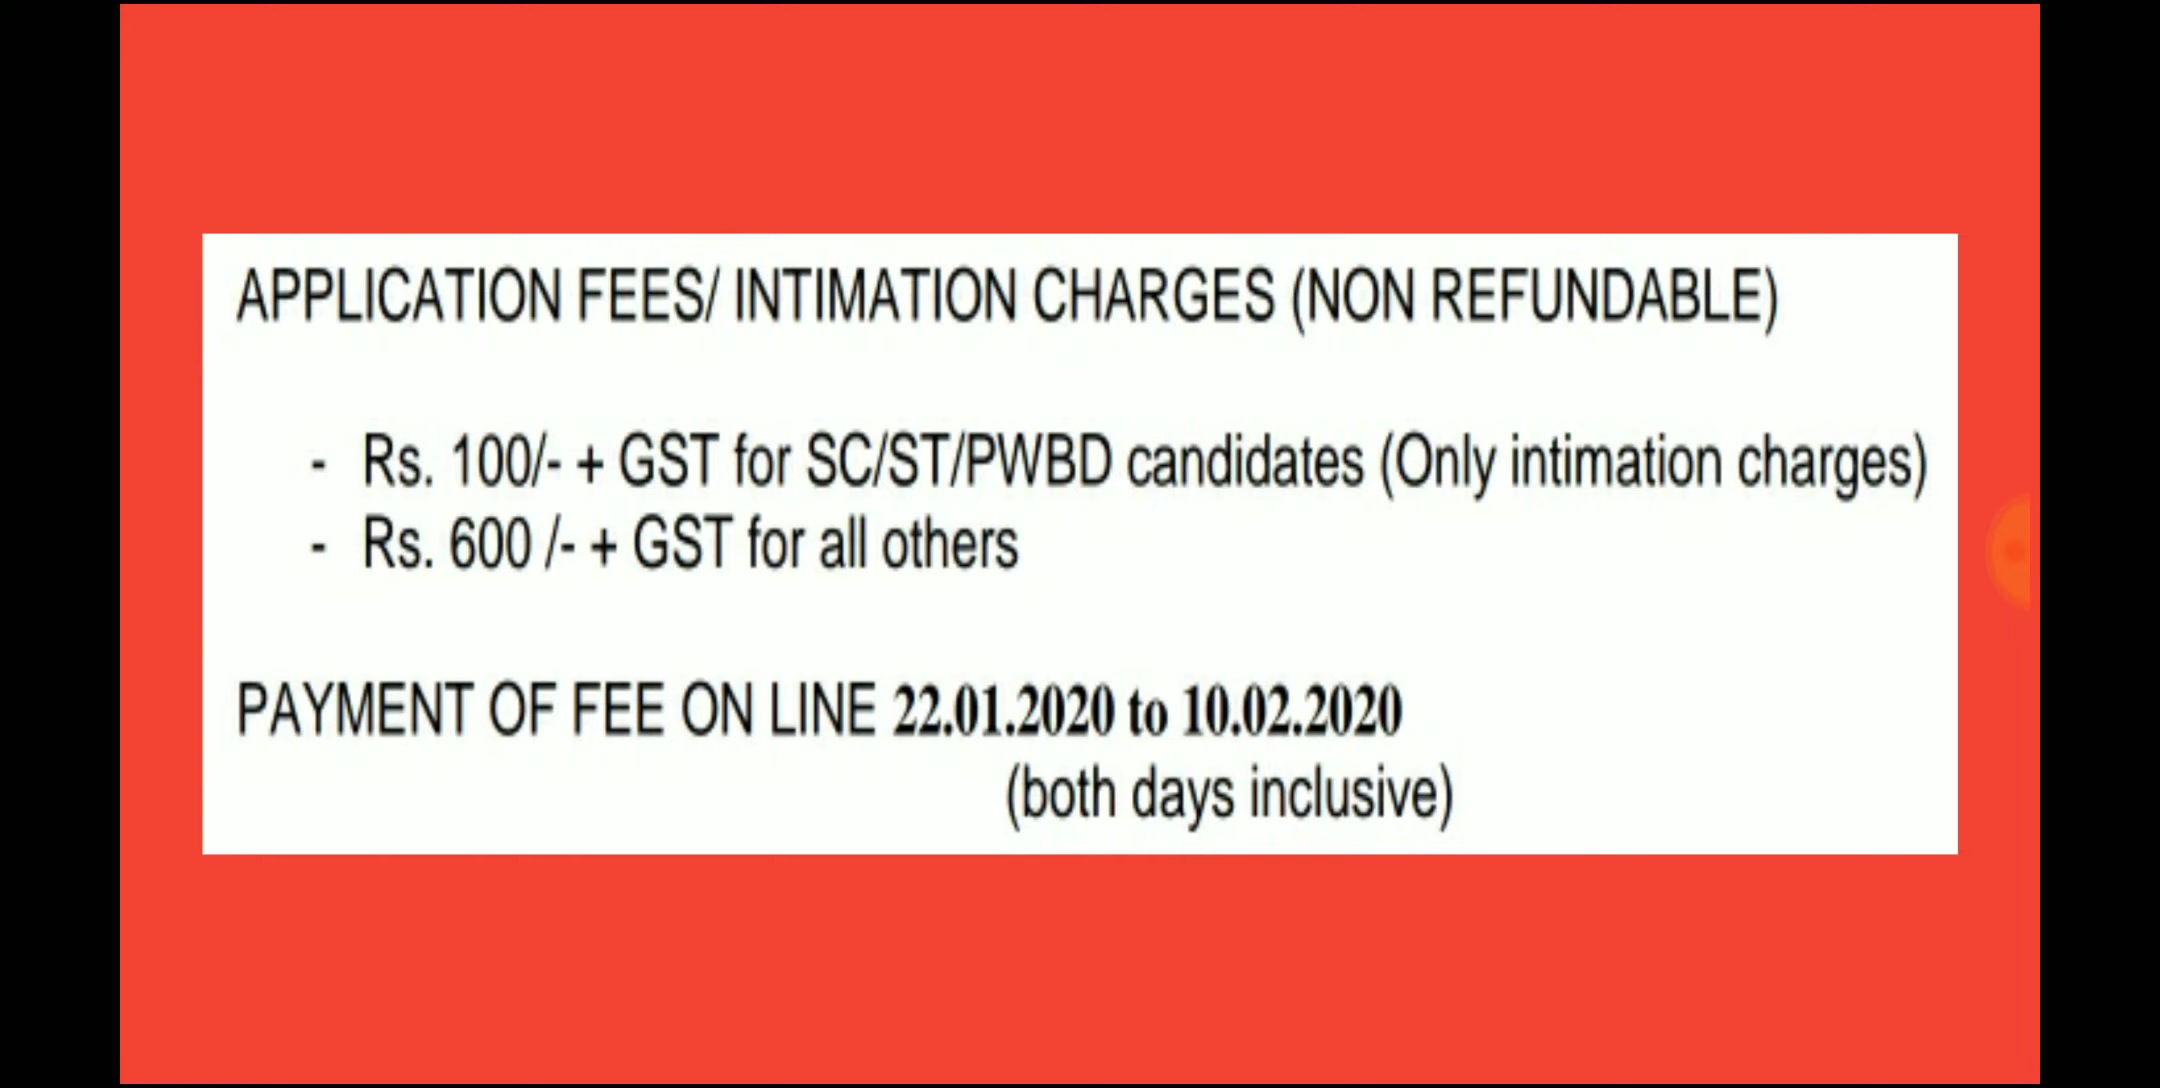 APPLICATION FEES/ INTIMATION CHARGES (NON REFUNDABLE)
- Rs. 100/- + GST for SC/ST/PWBD candidates (Only intimation charges)
- Rs. 600 /- + GST for all others
PAYMENT OF FEE ON LINE 22.01.2020 to 10.02.2020
(both days inclusive)